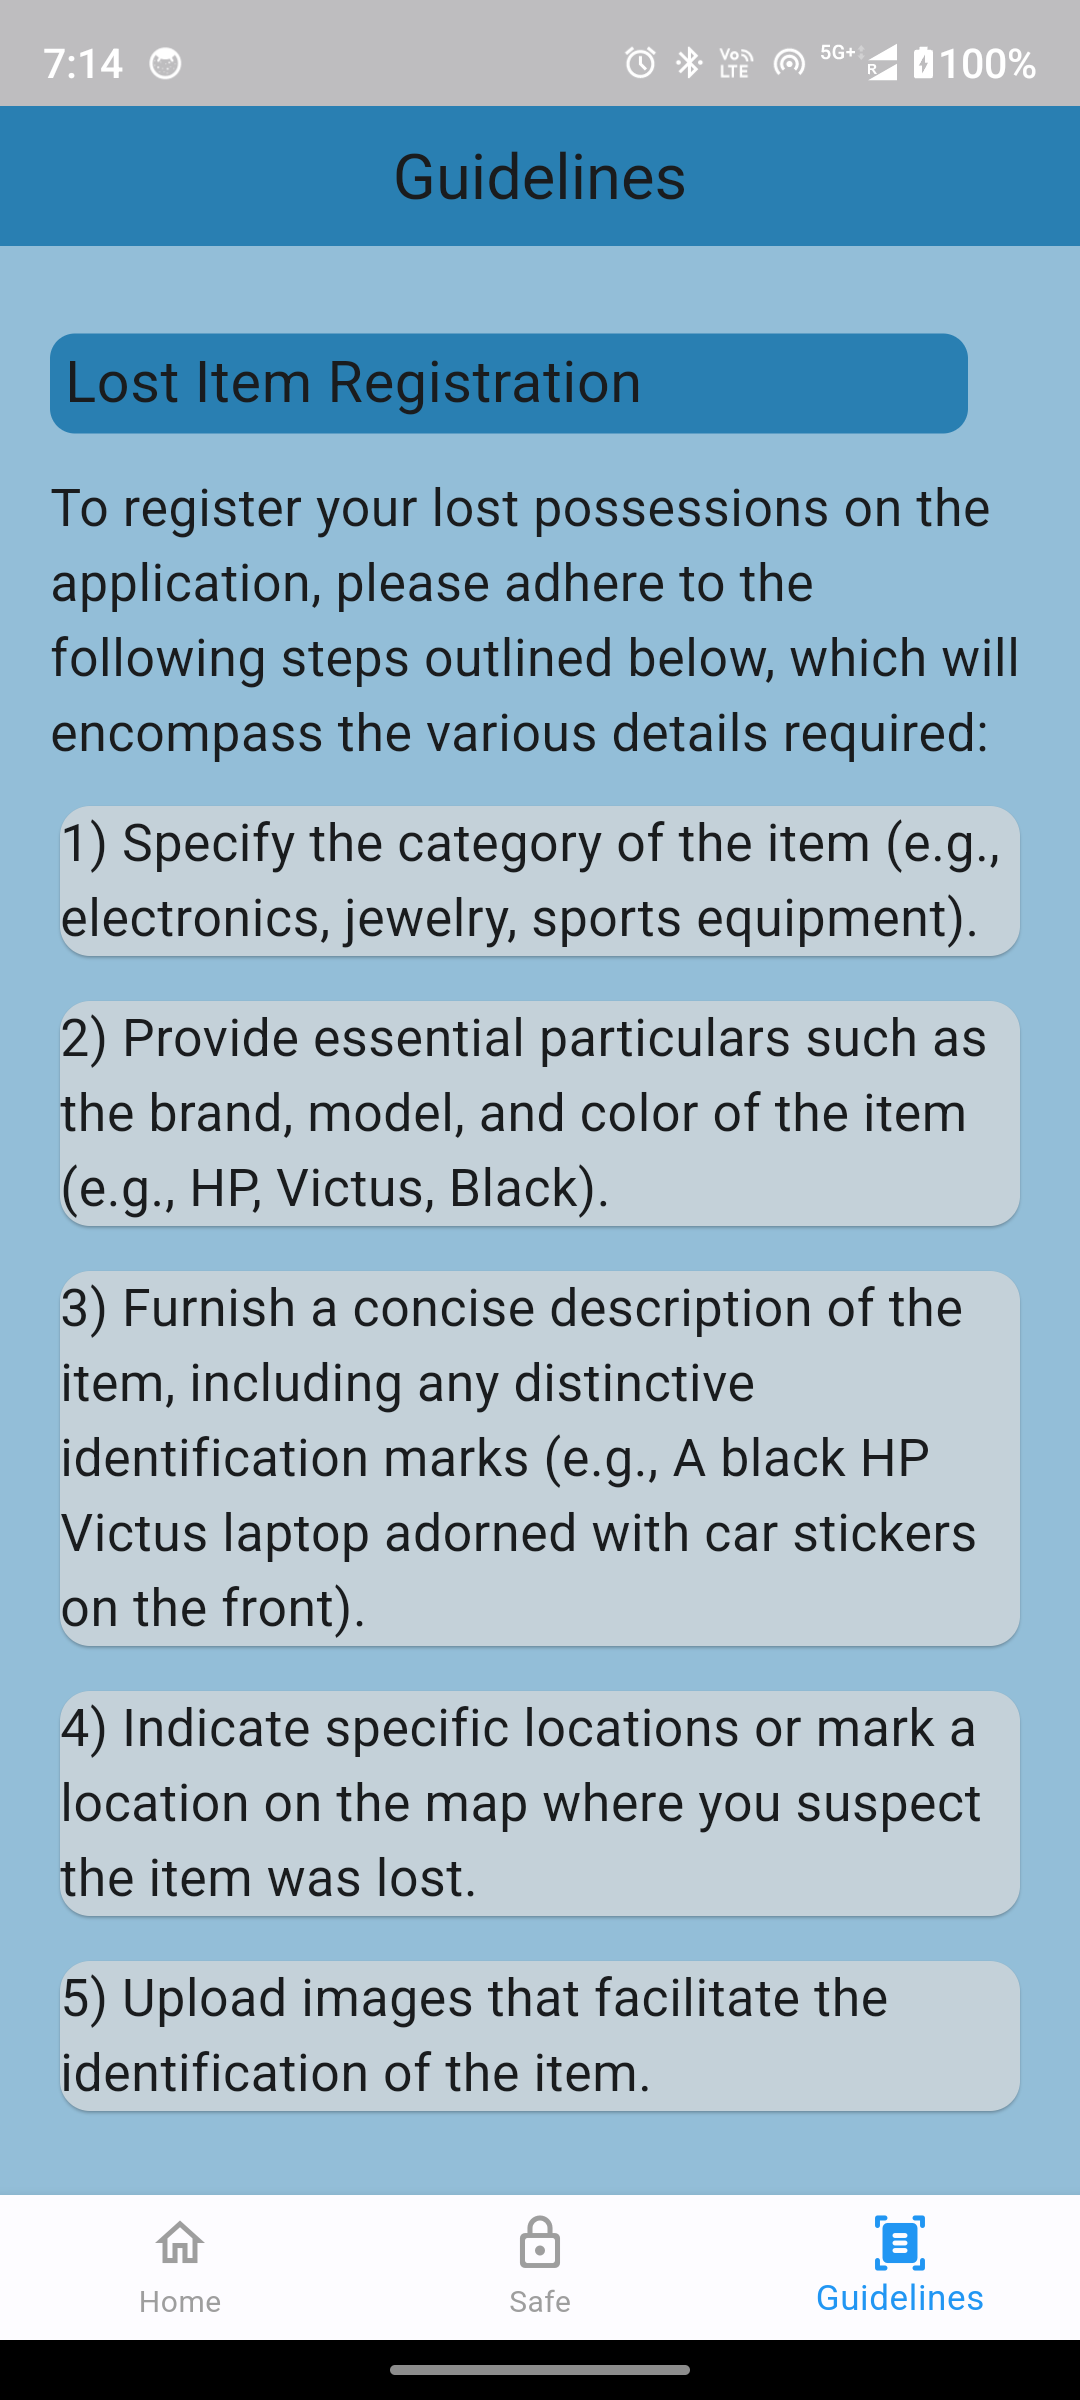 7:14
Vo LTE 5G+ R 100%
Guidelines
Lost Item Registration
To register your lost possessions on the
application, please adhere to the
following steps outlined below, which will
encompass the various details required:
1) Specify the category of the item (e.g.,
electronics, jewelry, sports equipment).
2) Provide essential particulars such as
the brand, model, and color of the item
(e.g., HP, Victus, Black).
3) Furnish a concise description of the
item, including any distinctive
identification marks (e.g., A black HP
Victus laptop adorned with car stickers
on the front).
4) Indicate specific locations or mark a
location on the map where you suspect
the item was lost.
5) Upload images that facilitate the
identification of the item.
Home
Safe
Guidelines